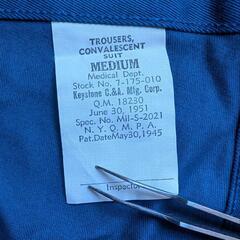 TROUSERS,
CONVALESCENT
SUIT
MEDIUM
Medical Dept.
Stock No. 7-175-010
Keystone C.&A. Mfg. Corp.
Q.M. 18230
June 30, 1951
Spec. No. Mil-S-2021
N.Y.Q.M.P.A.
Pat.DateMay30,1945
Inspector